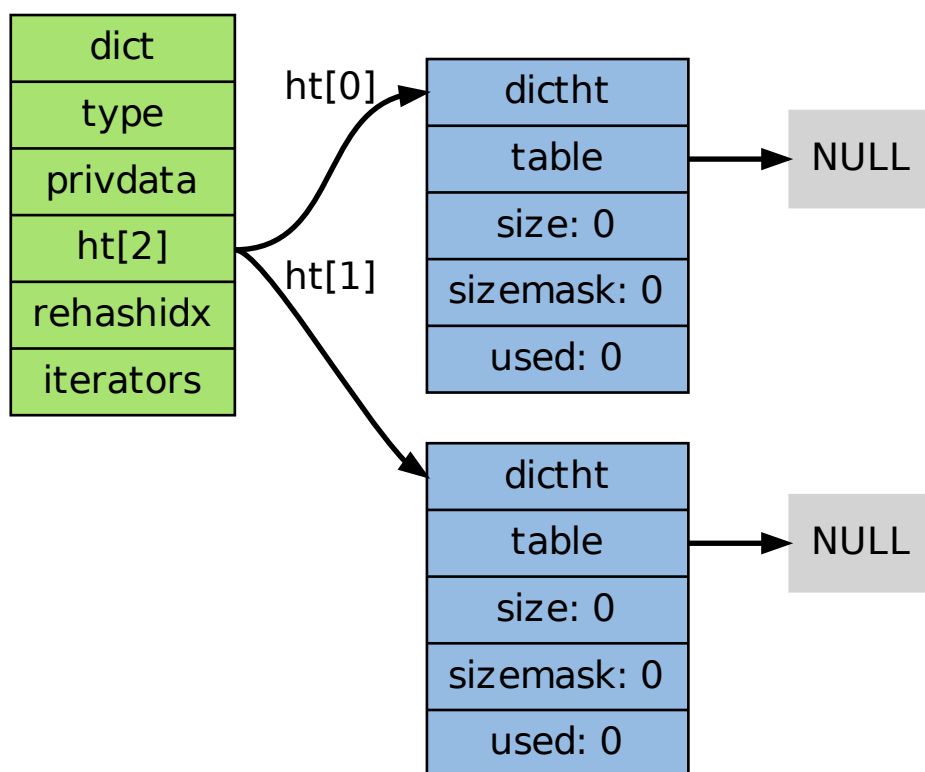 dict
type
privdata
ht[2]
rehashidx
iterators
ht[0]
ht[1]
dictht
table
size: 0
sizemask: 0
used: 0
NULL
dictht
table
size: 0
sizemask: 0
used: 0
NULL